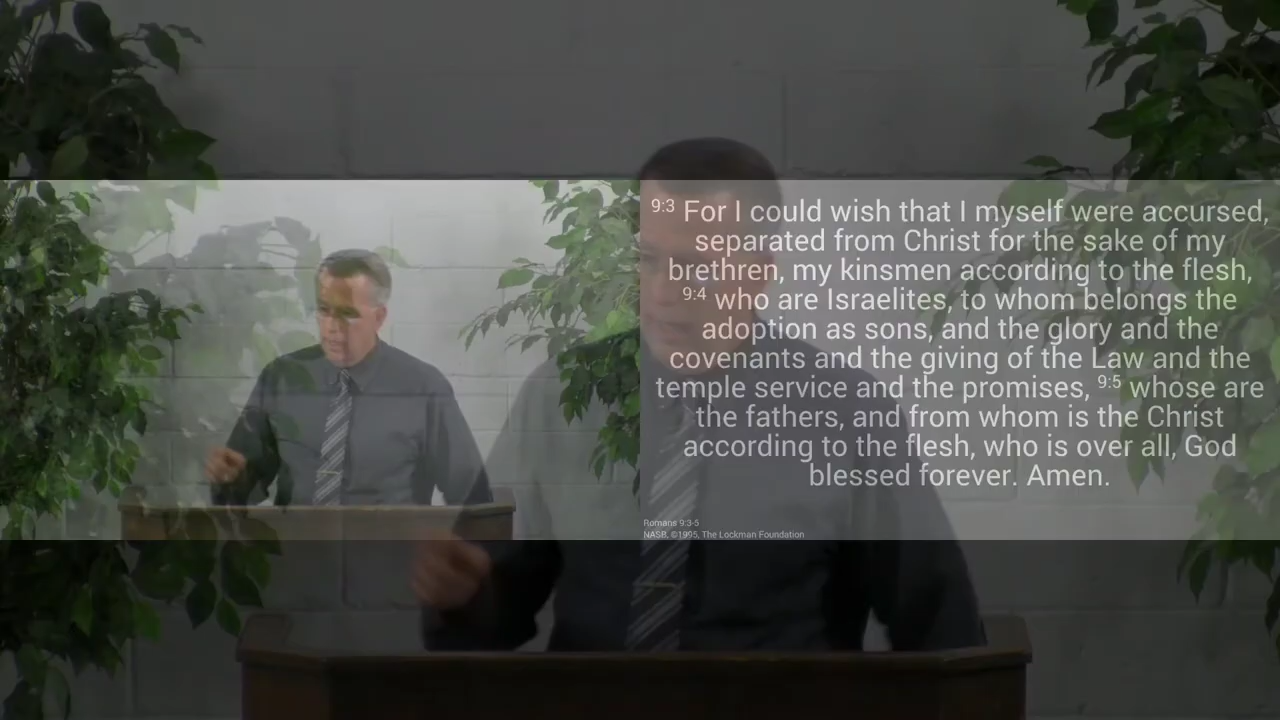 9:3 For I could wish that I myself were accursed,
separated from Christ for the sake of my
brethren, my kinsmen according to the flesh,
9:4 who are Israelites, to whom belongs the
adoption as sons, and the glory and the
covenants and the giving of the Law and the
temple service and the promises, 9:5 whose are
the fathers, and from whom is the Christ
according to the flesh, who is over all, God
blessed forever. Amen.
Romans 9:3-5
NASB, ©1995, The Lockman Foundation